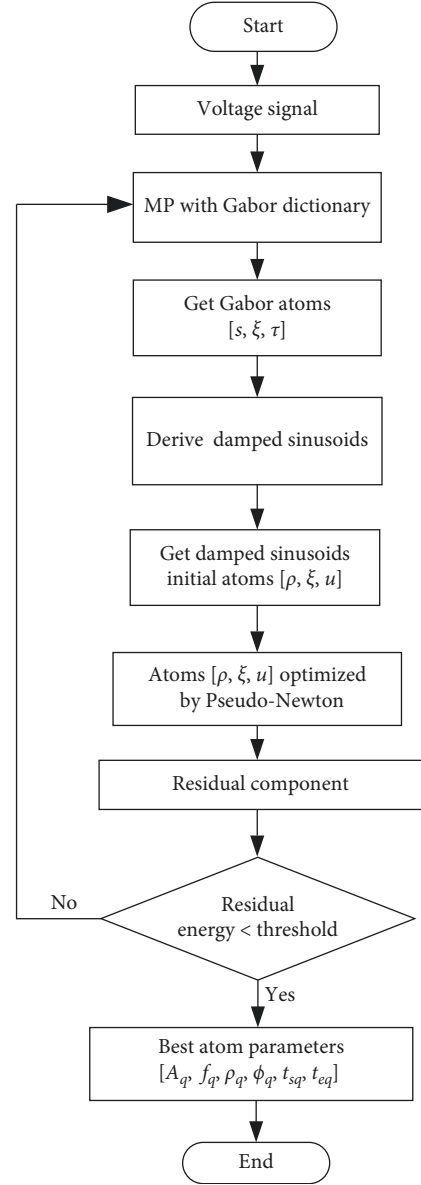 Start
Voltage signal
MP with Gabor dictionary
Get Gabor atoms
[s, ξ, τ]
Derive damped sinusoids
Get damped sinusoids
initial atoms [ρ, ξ, u]
Atoms [ρ, ξ, u] optimized
by Pseudo-Newton
Residual component
No
Residual
energy < threshold
Yes
Best atom parameters
[A_q, f_q, ρ_q, ϕ_q, t_sq, t_eq]
End